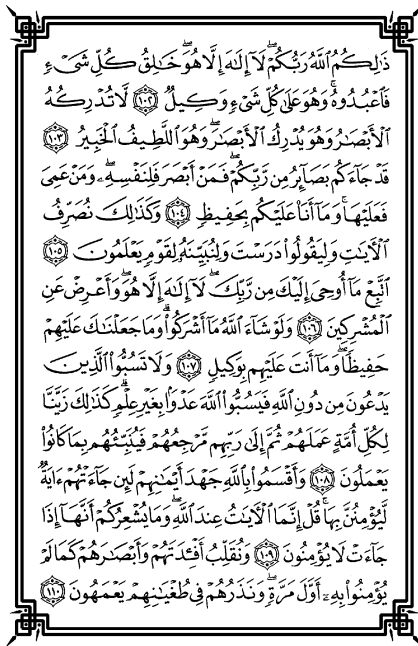 ذَٰلِكُمُ ٱللَّهُ رَبُّكُمْ ۖ لَآ إِلَٰهَ إِلَّا هُوَ ۖ خَٰلِقُ كُلِّ شَىْءٍ
فَٱعْبُدُوهُ ۚ وَهُوَ عَلَىٰ كُلِّ شَىْءٍ وَكِيلٌ ١٠٢ لَّا تُدْرِكُهُ
ٱلْأَبْصَٰرُ وَهُوَ يُدْرِكُ ٱلْأَبْصَٰرَ ۖ وَهُوَ ٱللَّطِيفُ ٱلْخَبِيرُ ١٠٣
قَدْ جَآءَكُم بَصَآئِرُ مِن رَّبِّكُمْ ۖ فَمَنْ أَبْصَرَ فَلِنَفْسِهِۦ ۖ وَمَنْ عَمِىَ
فَعَلَيْهَا ۚ وَمَآ أَنَا۠ عَلَيْكُم بِحَفِيظٍ ١٠٤ وَكَذَٰلِكَ نُصَرِّفُ
ٱلْءَايَٰتِ وَلِيَقُولُوا۟ دَرَسْتَ وَلِنُبَيِّنَهُۥ لِقَوْمٍ يَعْلَمُونَ ١٠٥
ٱتَّبِعْ مَآ أُوحِىَ إِلَيْكَ مِن رَّبِّكَ ۖ لَآ إِلَٰهَ إِلَّا هُوَ ۖ وَأَعْرِضْ عَنِ
ٱلْمُشْرِكِينَ ١٠٦ وَلَوْ شَآءَ ٱللَّهُ مَآ أَشْرَكُوا۟ ۗ وَمَا جَعَلْنَٰكَ عَلَيْهِمْ
حَفِيظًا ۖ وَمَآ أَنتَ عَلَيْهِم بِوَكِيلٍ ١٠٧ وَلَا تَسُبُّوا۟ ٱلَّذِينَ
يَدْعُونَ مِن دُونِ ٱللَّهِ فَيَسُبُّوا۟ ٱللَّهَ عَدْوًۢا بِغَيْرِ عِلْمٍ ۗ كَذَٰلِكَ زَيَّنَّا
لِكُلِّ أُمَّةٍ عَمَلَهُمْ ثُمَّ إِلَىٰ رَبِّهِم مَّرْجِعُهُمْ فَيُنَبِّئُهُم بِمَا كَانُوا۟
يَعْمَلُونَ ١٠٨ وَأَقْسَمُوا۟ بِٱللَّهِ جَهْدَ أَيْمَٰنِهِمْ لَئِن جَآءَتْهُمْ ءَايَةٌ
لَّيُؤْمِنُنَّ بِهَا ۚ قُلْ إِنَّمَا ٱلْءَايَٰتُ عِندَ ٱللَّهِ ۖ وَمَا يُشْعِرُكُمْ أَنَّهَآ إِذَا
جَآءَتْ لَا يُؤْمِنُونَ ١٠٩ وَنُقَلِّبُ أَفْـِٔدَتَهُمْ وَأَبْصَٰرَهُمْ كَمَا لَمْ
يُؤْمِنُوا۟ بِهِۦٓ أَوَّلَ مَرَّةٍ وَنَذَرُهُمْ فِى طُغْيَٰنِهِمْ يَعْمَهُونَ ١١٠